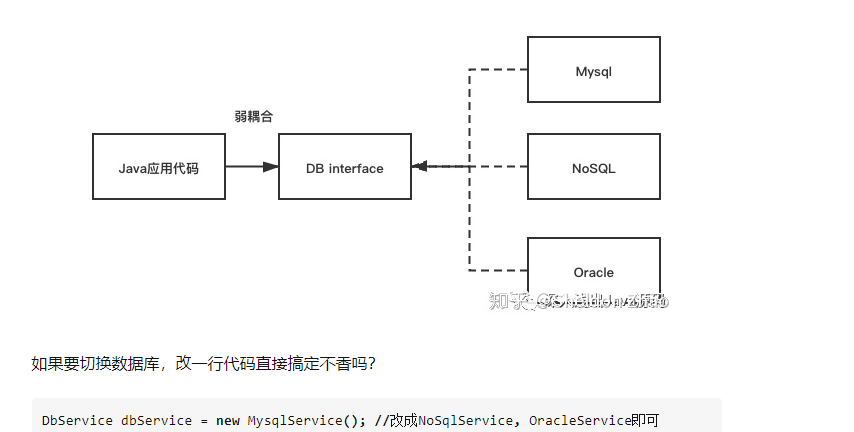 Mysql
弱耦合
Java应用代码
DB interface
NoSQL
Oracle
知乎
如果要切换数据库，改一行代码直接搞定不香吗？
DbService dbService = new MysqlService(); //改成NoSqlService, OracleService即可